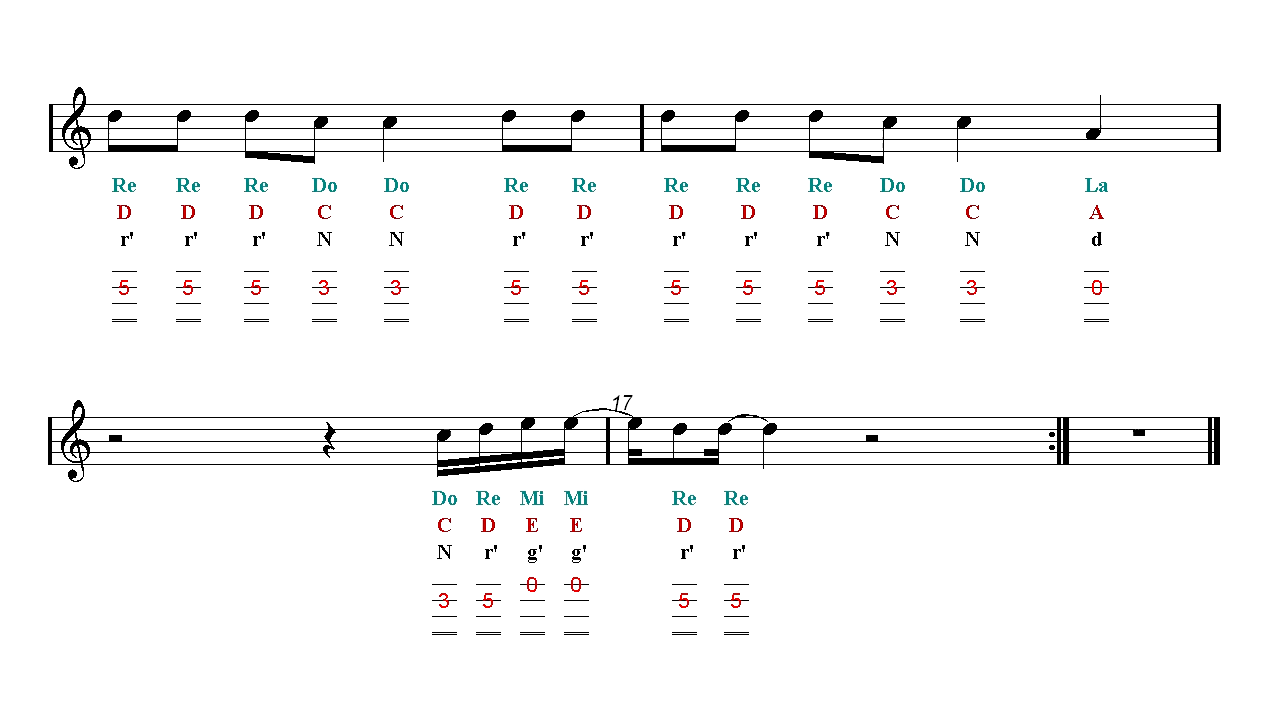 Re Re Re Do Do Re Re Re Re Re Do Do La
D D D C C D D D D D C C A
r' r' r' N N r' r' r' r' r' N N d
5 5 5 3 3 5 5 5 5 5 3 3 0
17
Do Re Mi Mi Re Re
C D E E D D
N r' g' g' r' r'
0 0
3 5 5 5